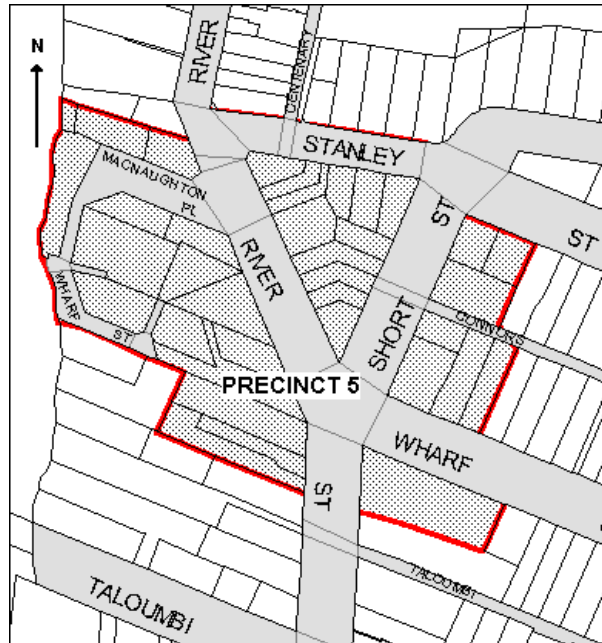 N
RIVER
CENTENARY
STANLEY
ST
MACNAUGHTON
PL
RIVER
ST
SHORT
ST
CONNORS
WHARF
ST
PRECINCT 5
WHARF
TALOUMBI
TALOUMBI